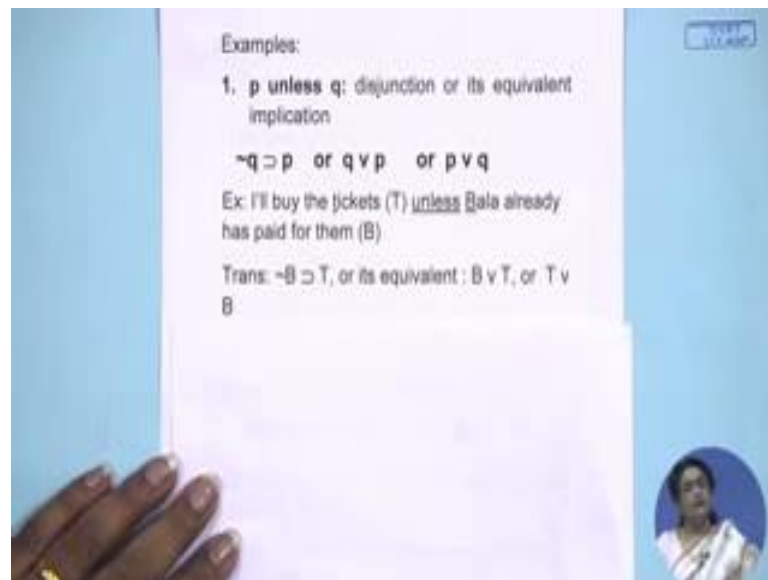 Examples:
1. p unless q: disjunction or its equivalent
implication
~q ⊃ p or q v p or p v q
Ex: I'll buy the tickets (T) unless Bala already
has paid for them (B)
Trans: ~B ⊃ T, or its equivalent : B v T, or T v
B